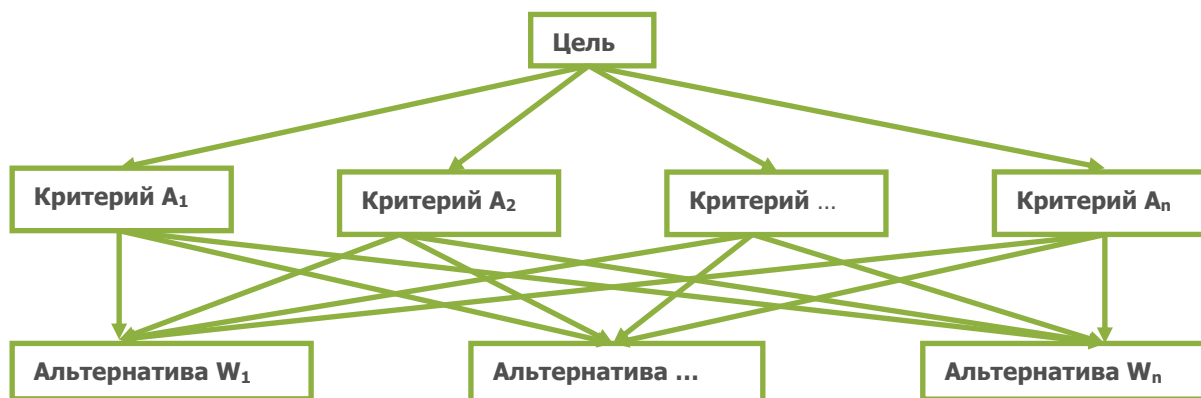 Цель
Критерий A₁
Критерий A₂
Критерий ...
Критерий Aₙ
Альтернатива W₁
Альтернатива ...
Альтернатива Wₙ